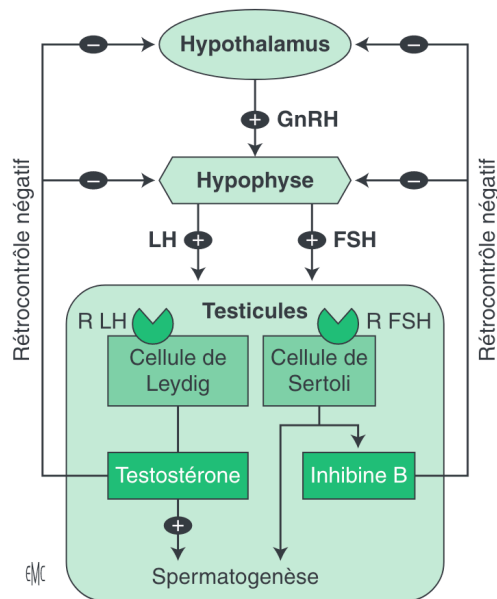 Hypothalamus
−
−
+
GnRH
−
−
Hypophyse
LH
+
+
FSH
Rétrocontrôle négatif
Rétrocontrôle négatif
Testicules
R LH
R FSH
Cellule de
Leydig
Cellule de
Sertoli
Testostérone
Inhibine B
+
Spermatogenèse
EMC